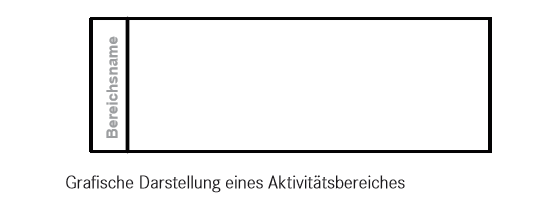 Bereichsname
Grafische Darstellung eines Aktivitätsbereiches